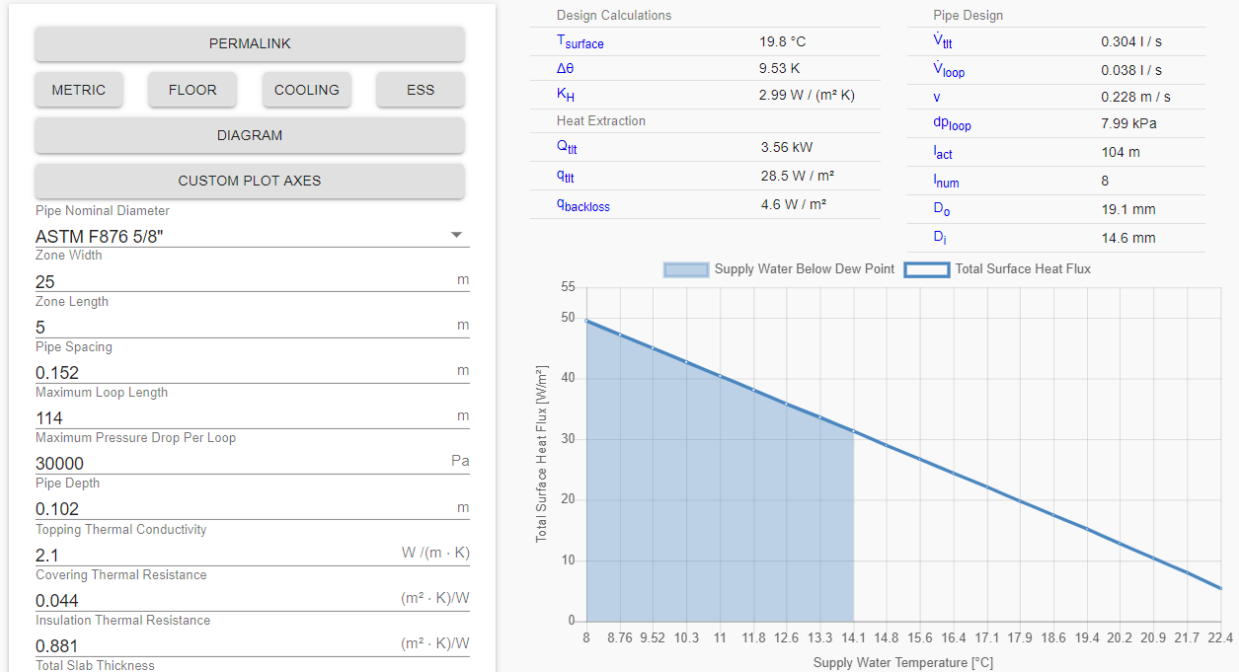 PERMALINK
METRIC FLOOR COOLING ESS
DIAGRAM
CUSTOM PLOT AXES
Pipe Nominal Diameter
ASTM F876 5/8"
Zone Width
25 m
Zone Length
5 m
Pipe Spacing
0.152 m
Maximum Loop Length
114 m
Maximum Pressure Drop Per Loop
30000 Pa
Pipe Depth
0.102 m
Topping Thermal Conductivity
2.1 W /(m · K)
Covering Thermal Resistance
0.044 (m² · K)/W
Insulation Thermal Resistance
0.881 (m² · K)/W
Total Slab Thickness
Design Calculations
Tsurface 19.8 °C
Δθ 9.53 K
KH 2.99 W / (m² K)
Heat Extraction
Qtlt 3.56 kW
qtlt 28.5 W / m²
qbackloss 4.6 W / m²
Pipe Design
V̇tlt 0.304 l / s
V̇loop 0.038 l / s
v 0.228 m / s
dploop 7.99 kPa
lact 104 m
lnum 8
Do 19.1 mm
Di 14.6 mm
Supply Water Below Dew Point Total Surface Heat Flux
Total Surface Heat Flux [W/m²]
55
50
40
30
20
10
0
8 8.76 9.52 10.3 11 11.8 12.6 13.3 14.1 14.8 15.6 16.4 17.1 17.9 18.6 19.4 20.2 20.9 21.7 22.4
Supply Water Temperature [°C]